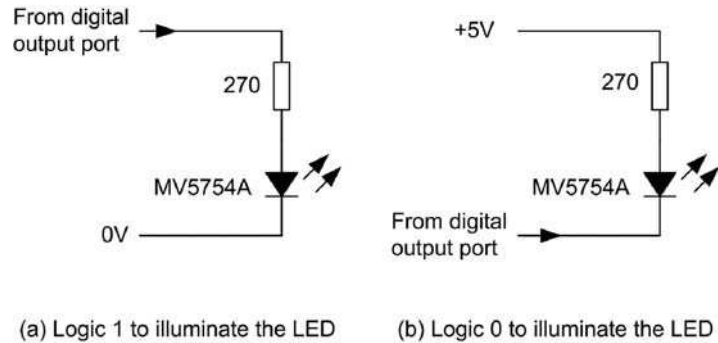 From digital
output port
270
MV5754A
0V
(a) Logic 1 to illuminate the LED
+5V
270
MV5754A
From digital
output port
(b) Logic 0 to illuminate the LED